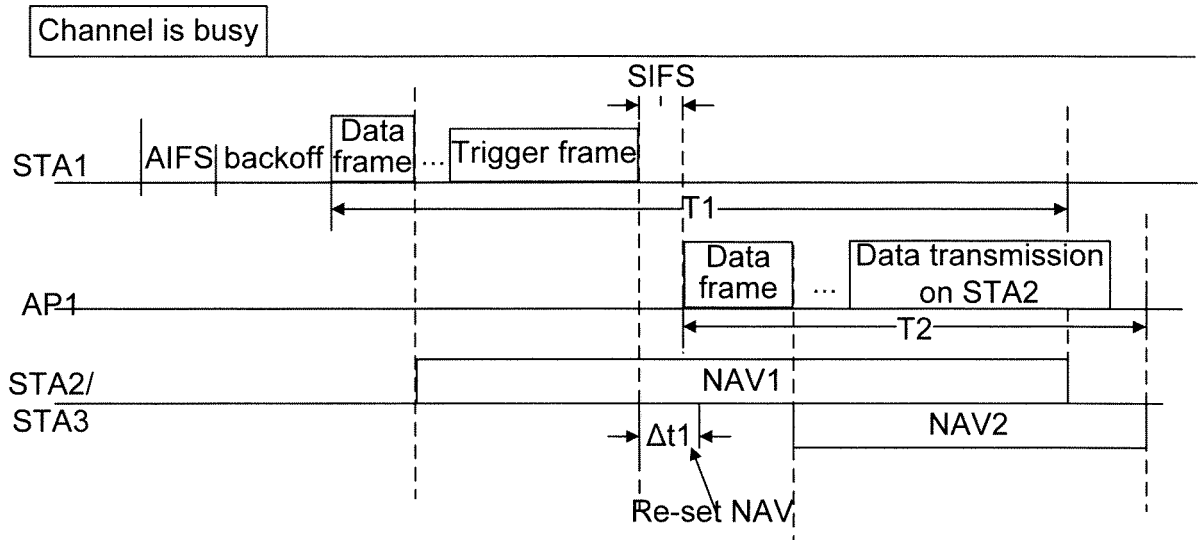 Channel is busy
SIFS
STA1
AIFS
backoff
Data
frame
...
Trigger frame
T1
AP1
Data
frame
...
Data transmission
on STA2
T2
STA2/
STA3
NAV1
Δt1
NAV2
Re-set NAV